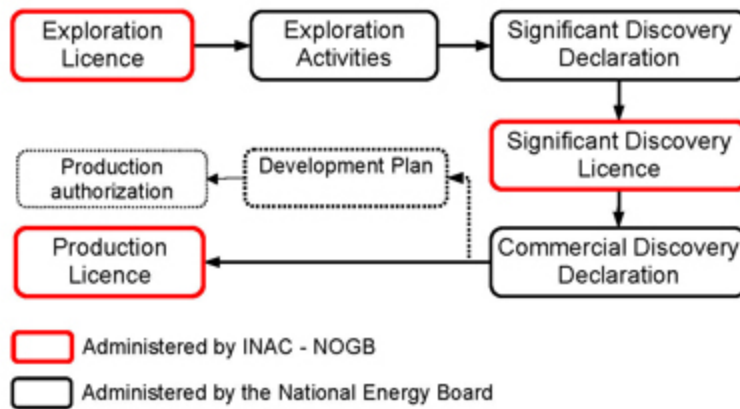 Exploration
Licence
Exploration
Activities
Significant Discovery
Declaration
Significant Discovery
Licence
Production
authorization
Development Plan
Production
Licence
Commercial Discovery
Declaration
Administered by INAC - NOGB
Administered by the National Energy Board